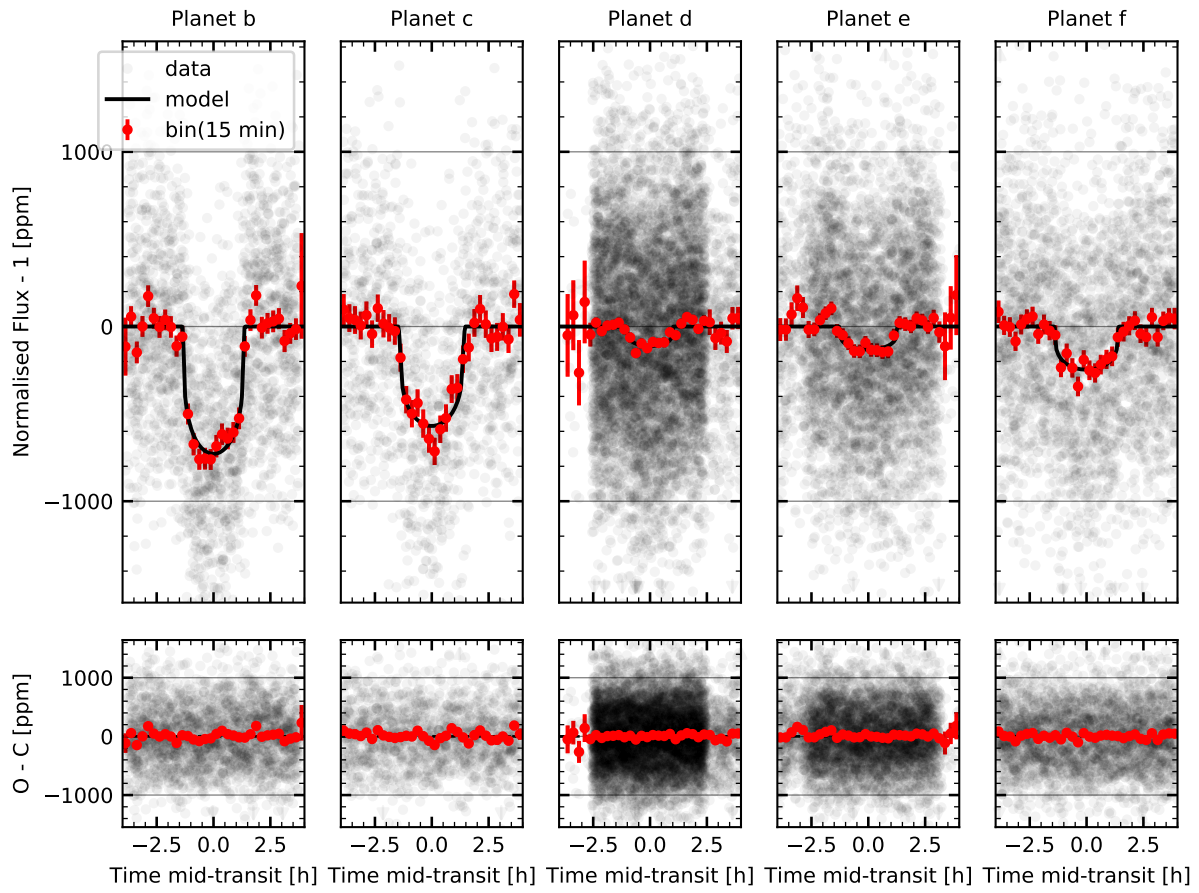 Planet b Planet c Planet d Planet e Planet f
data
model
bin(15 min)
Normalised Flux - 1 [ppm]
1000
0
−1000
O - C [ppm]
1000
0
−1000
−2.5 0.0 2.5 −2.5 0.0 2.5 −2.5 0.0 2.5 −2.5 0.0 2.5 −2.5 0.0 2.5
Time mid-transit [h] Time mid-transit [h] Time mid-transit [h] Time mid-transit [h] Time mid-transit [h]